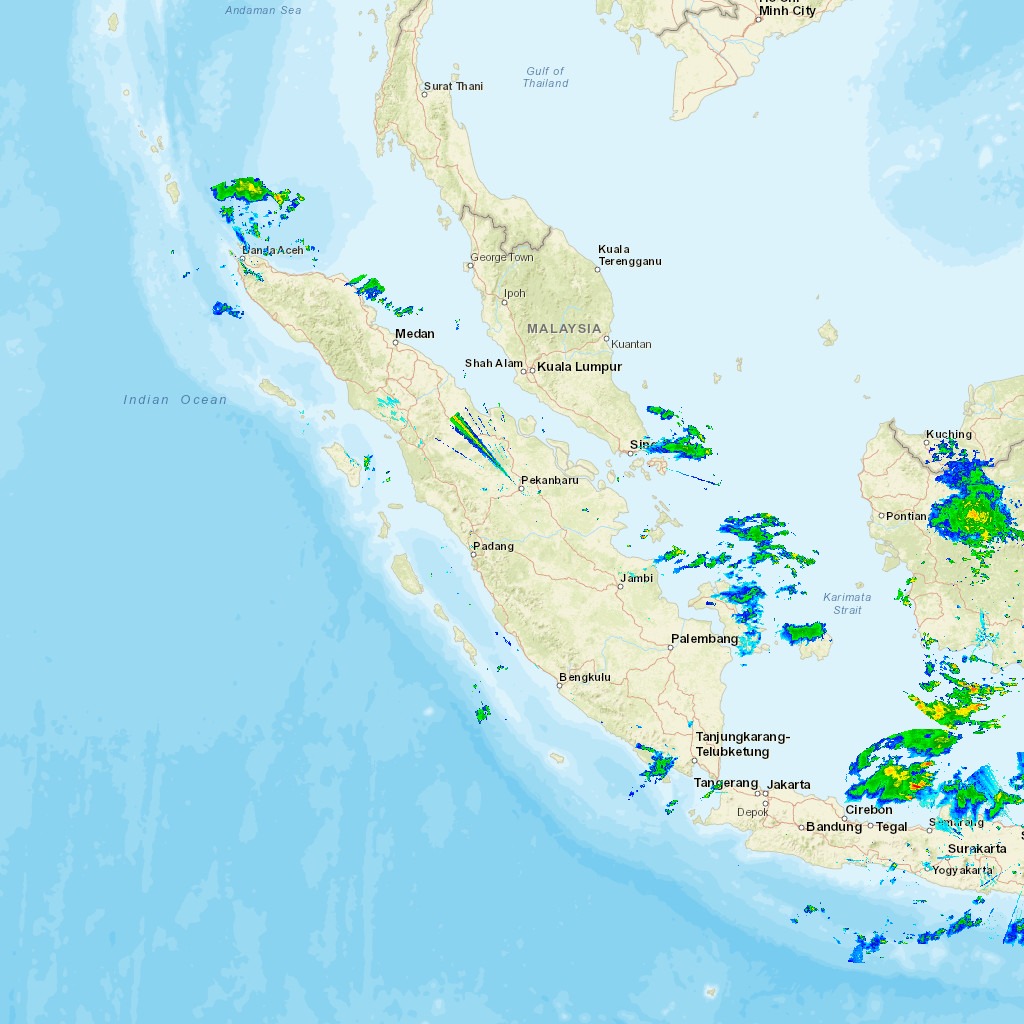 Andaman Sea
Minh City
Gulf of
Thailand
Surat Thani
Banda Aceh
George Town
Kuala
Terengganu
Ipoh
MALAYSIA
Medan
Kuantan
Shah Alam
Kuala Lumpur
Indian Ocean
Kuching
Sing
Pekanbaru
Pontian
Padang
Jambi
Karimata
Strait
Palembang
Bengkulu
Tanjungkarang-
Telubketung
Tangerang
Jakarta
Depok
Cirebon
Bandung
Tegal
Semarang
Surakarta
Yogyakarta
S